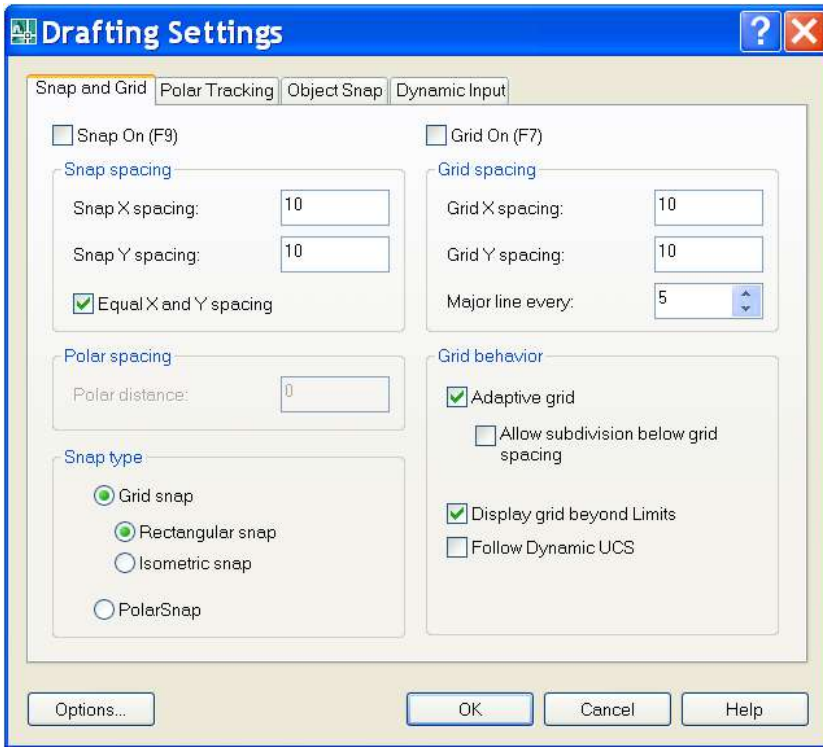 Drafting Settings
Snap and Grid Polar Tracking Object Snap Dynamic Input
Snap On (F9)
Snap spacing
Snap X spacing: 10
Snap Y spacing: 10
Equal X and Y spacing
Polar spacing
Polar distance: 0
Snap type
Grid snap
Rectangular snap
Isometric snap
PolarSnap
Grid On (F7)
Grid spacing
Grid X spacing: 10
Grid Y spacing: 10
Major line every: 5
Grid behavior
Adaptive grid
Allow subdivision below grid
spacing
Display grid beyond Limits
Follow Dynamic UCS
Options... OK Cancel Help